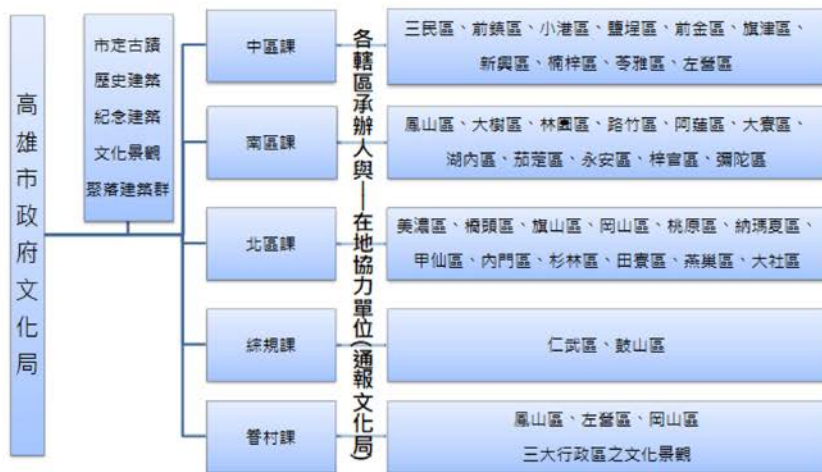 高雄市政府文化局
市定古蹟
歷史建築
紀念建築
文化景觀
聚落建築群
各轄區承辦人與—在地協力單位(通報文化局)
中區課
三民區、前鎮區、小港區、鹽埕區、前金區、旗津區、
新興區、楠梓區、苓雅區、左營區
南區課
鳳山區、大樹區、林園區、路竹區、阿蓮區、大寮區、
湖內區、茄萣區、永安區、梓官區、彌陀區
北區課
美濃區、橋頭區、旗山區、岡山區、桃原區、納瑪夏區、
甲仙區、內門區、杉林區、田寮區、燕巢區、大社區
綜規課
仁武區、鼓山區
眷村課
鳳山區、左營區、岡山區
三大行政區之文化景觀